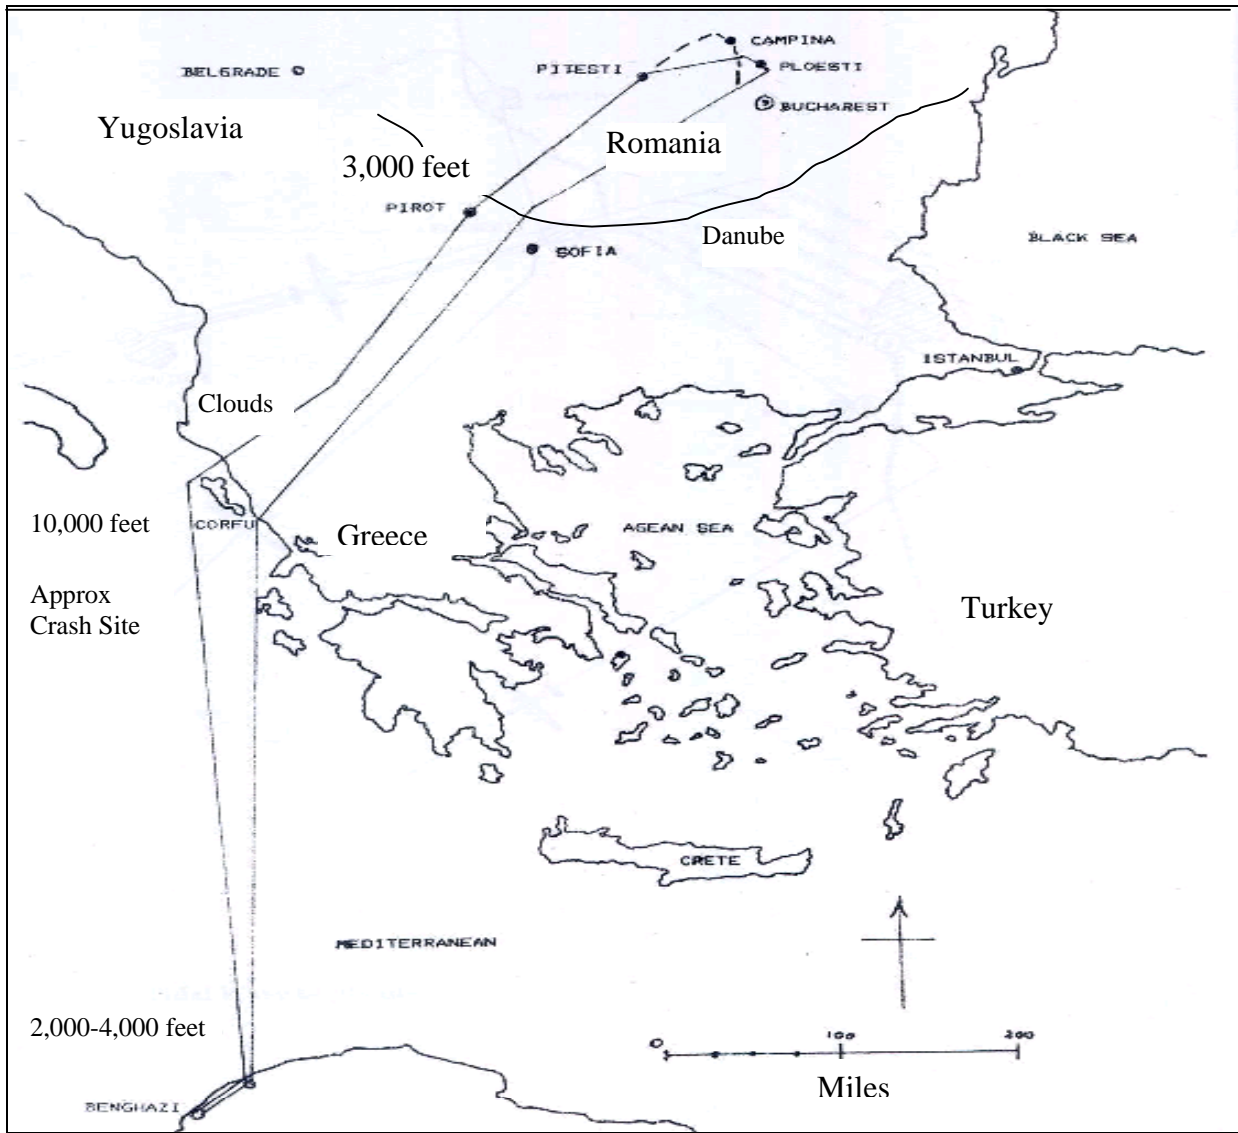 CAMPINA
PITESTI
PLOESTI
BELGRADE
BUCHAREST
Yugoslavia
Romania
3,000 feet
PIROT
Danube
SOFIA
BLACK SEA
ISTANBUL
Clouds
10,000 feet
CORFU
Greece
AGEAN SEA
Approx
Crash Site
Turkey
CRETE
MEDITERRANEAN
2,000-4,000 feet
0 100 200
Miles
BENGHAZI